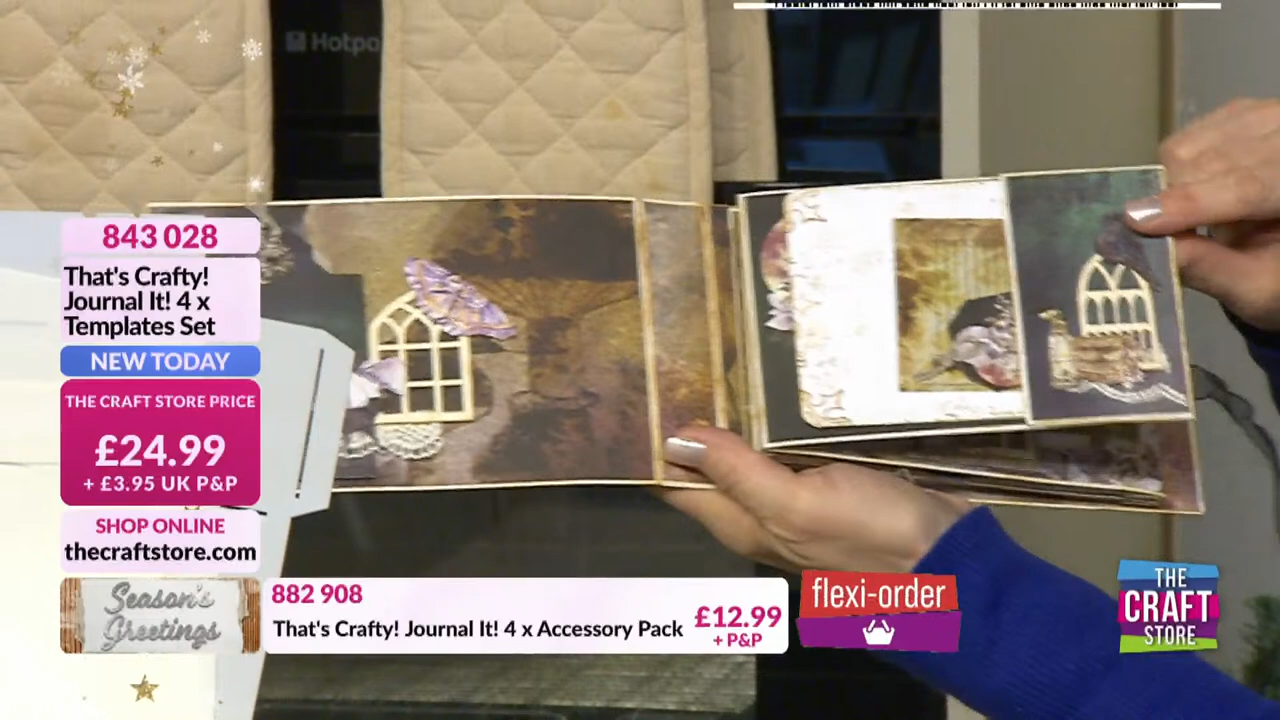 843 028
That's Crafty!
Journal It! 4 x
Templates Set
NEW TODAY
THE CRAFT STORE PRICE
£24.99
+ £3.95 UK P&P
SHOP ONLINE
thecraftstore.com
Season's
Greetings
882 908
That's Crafty! Journal It! 4 x Accessory Pack
£12.99
+ P&P
flexi-order
THE
CRAFT
STORE